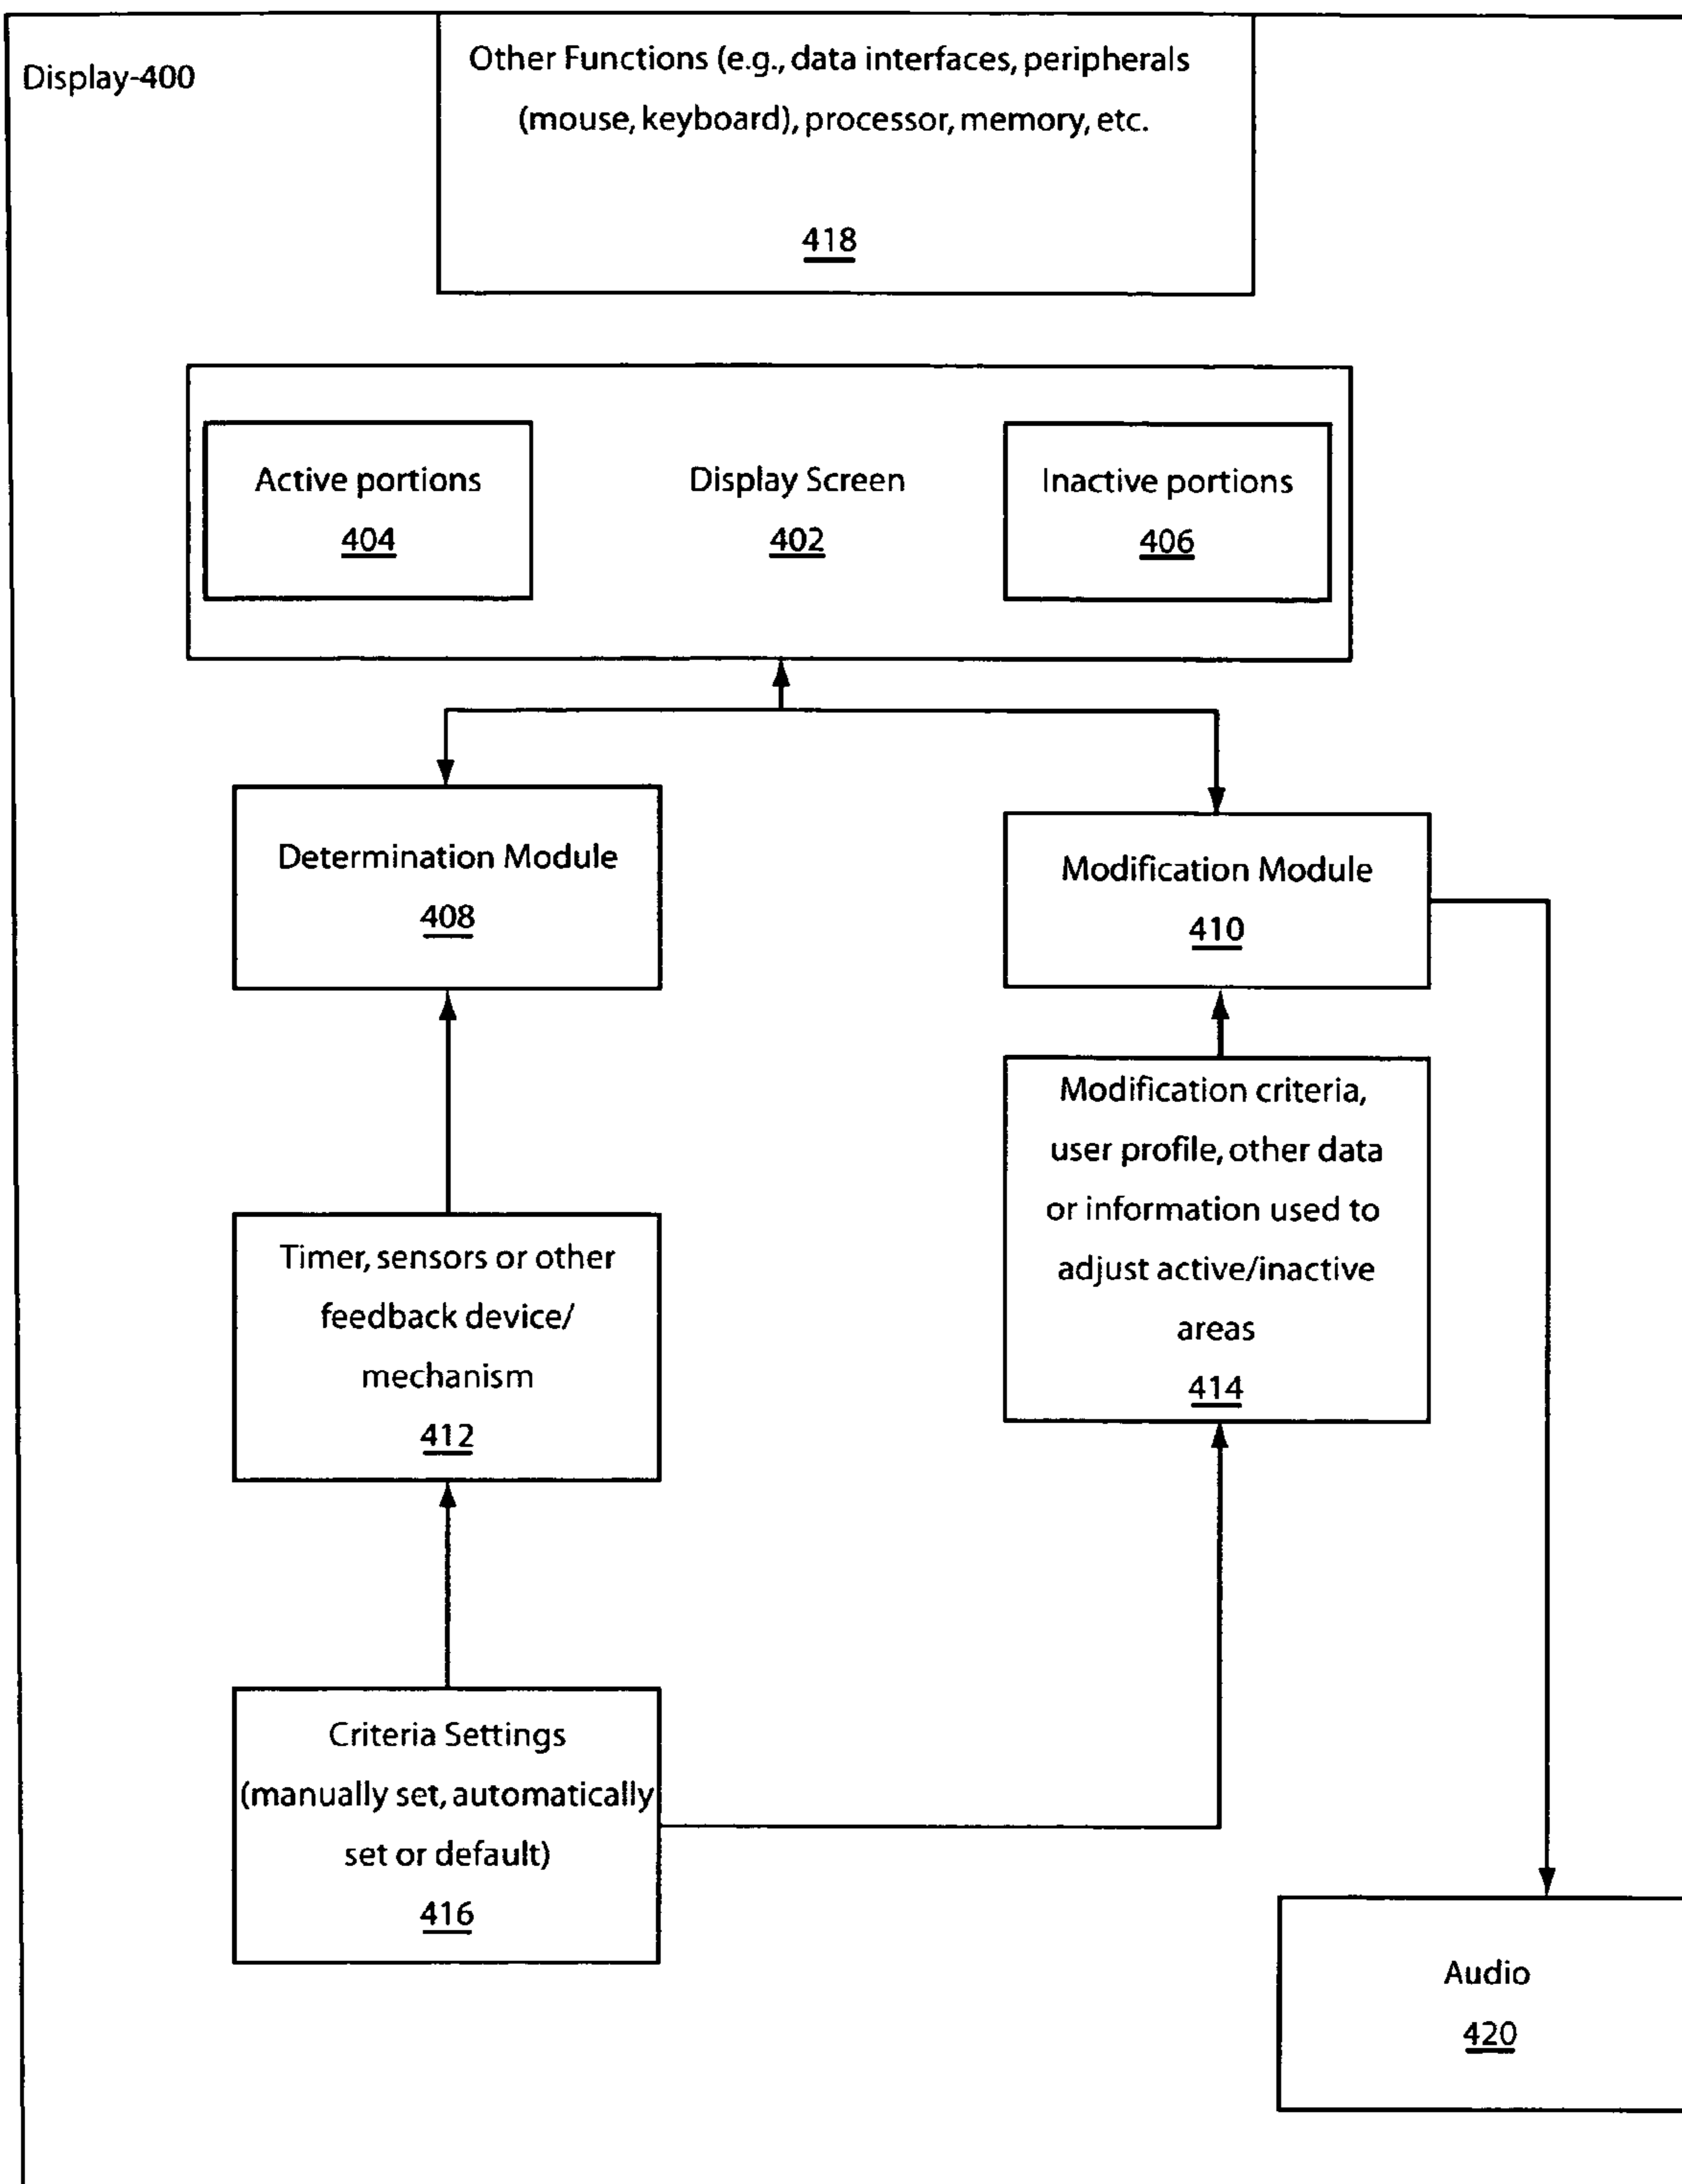 Display-400
Other Functions (e.g., data interfaces, peripherals
(mouse, keyboard), processor, memory, etc.
418
Active portions
404
Display Screen
402
Inactive portions
406
Determination Module
408
Modification Module
410
Modification criteria,
user profile, other data
or information used to
adjust active/inactive
areas
414
Timer, sensors or other
feedback device/
mechanism
412
Criteria Settings
(manually set, automatically
set or default)
416
Audio
420